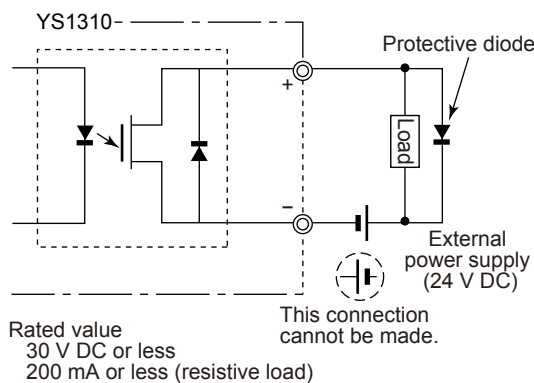 YS1310
Protective diode
+
Load
−
External
power supply
(24 V DC)
This connection
cannot be made.
Rated value
30 V DC or less
200 mA or less (resistive load)